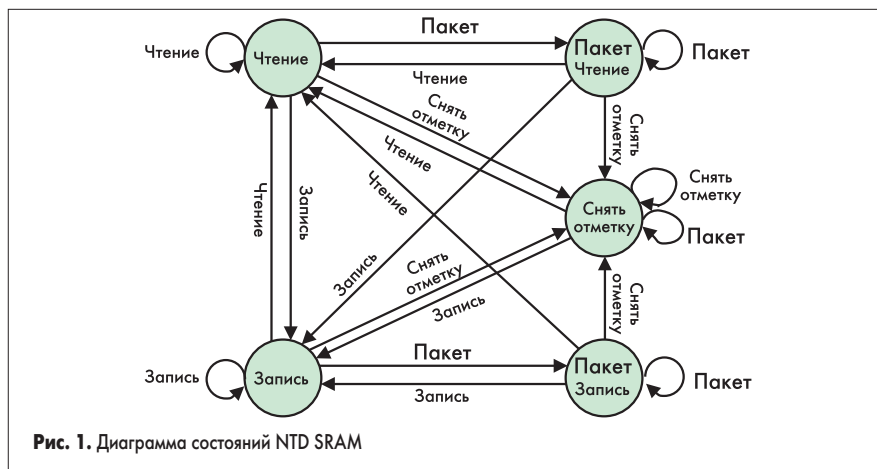 Пакет
Чтение
Чтение
Пакет
Чтение
Пакет
Чтение
Снять
отметку
Снять
отметку
Чтение
Чтение
Запись
Чтение
Снять
отметку
Снять
отметку
Пакет
Запись
Снять
отметку
Запись
Снять
отметку
Пакет
Запись
Запись
Пакет
Запись
Пакет
Запись
Рис. 1. Диаграмма состояний NTD SRAM